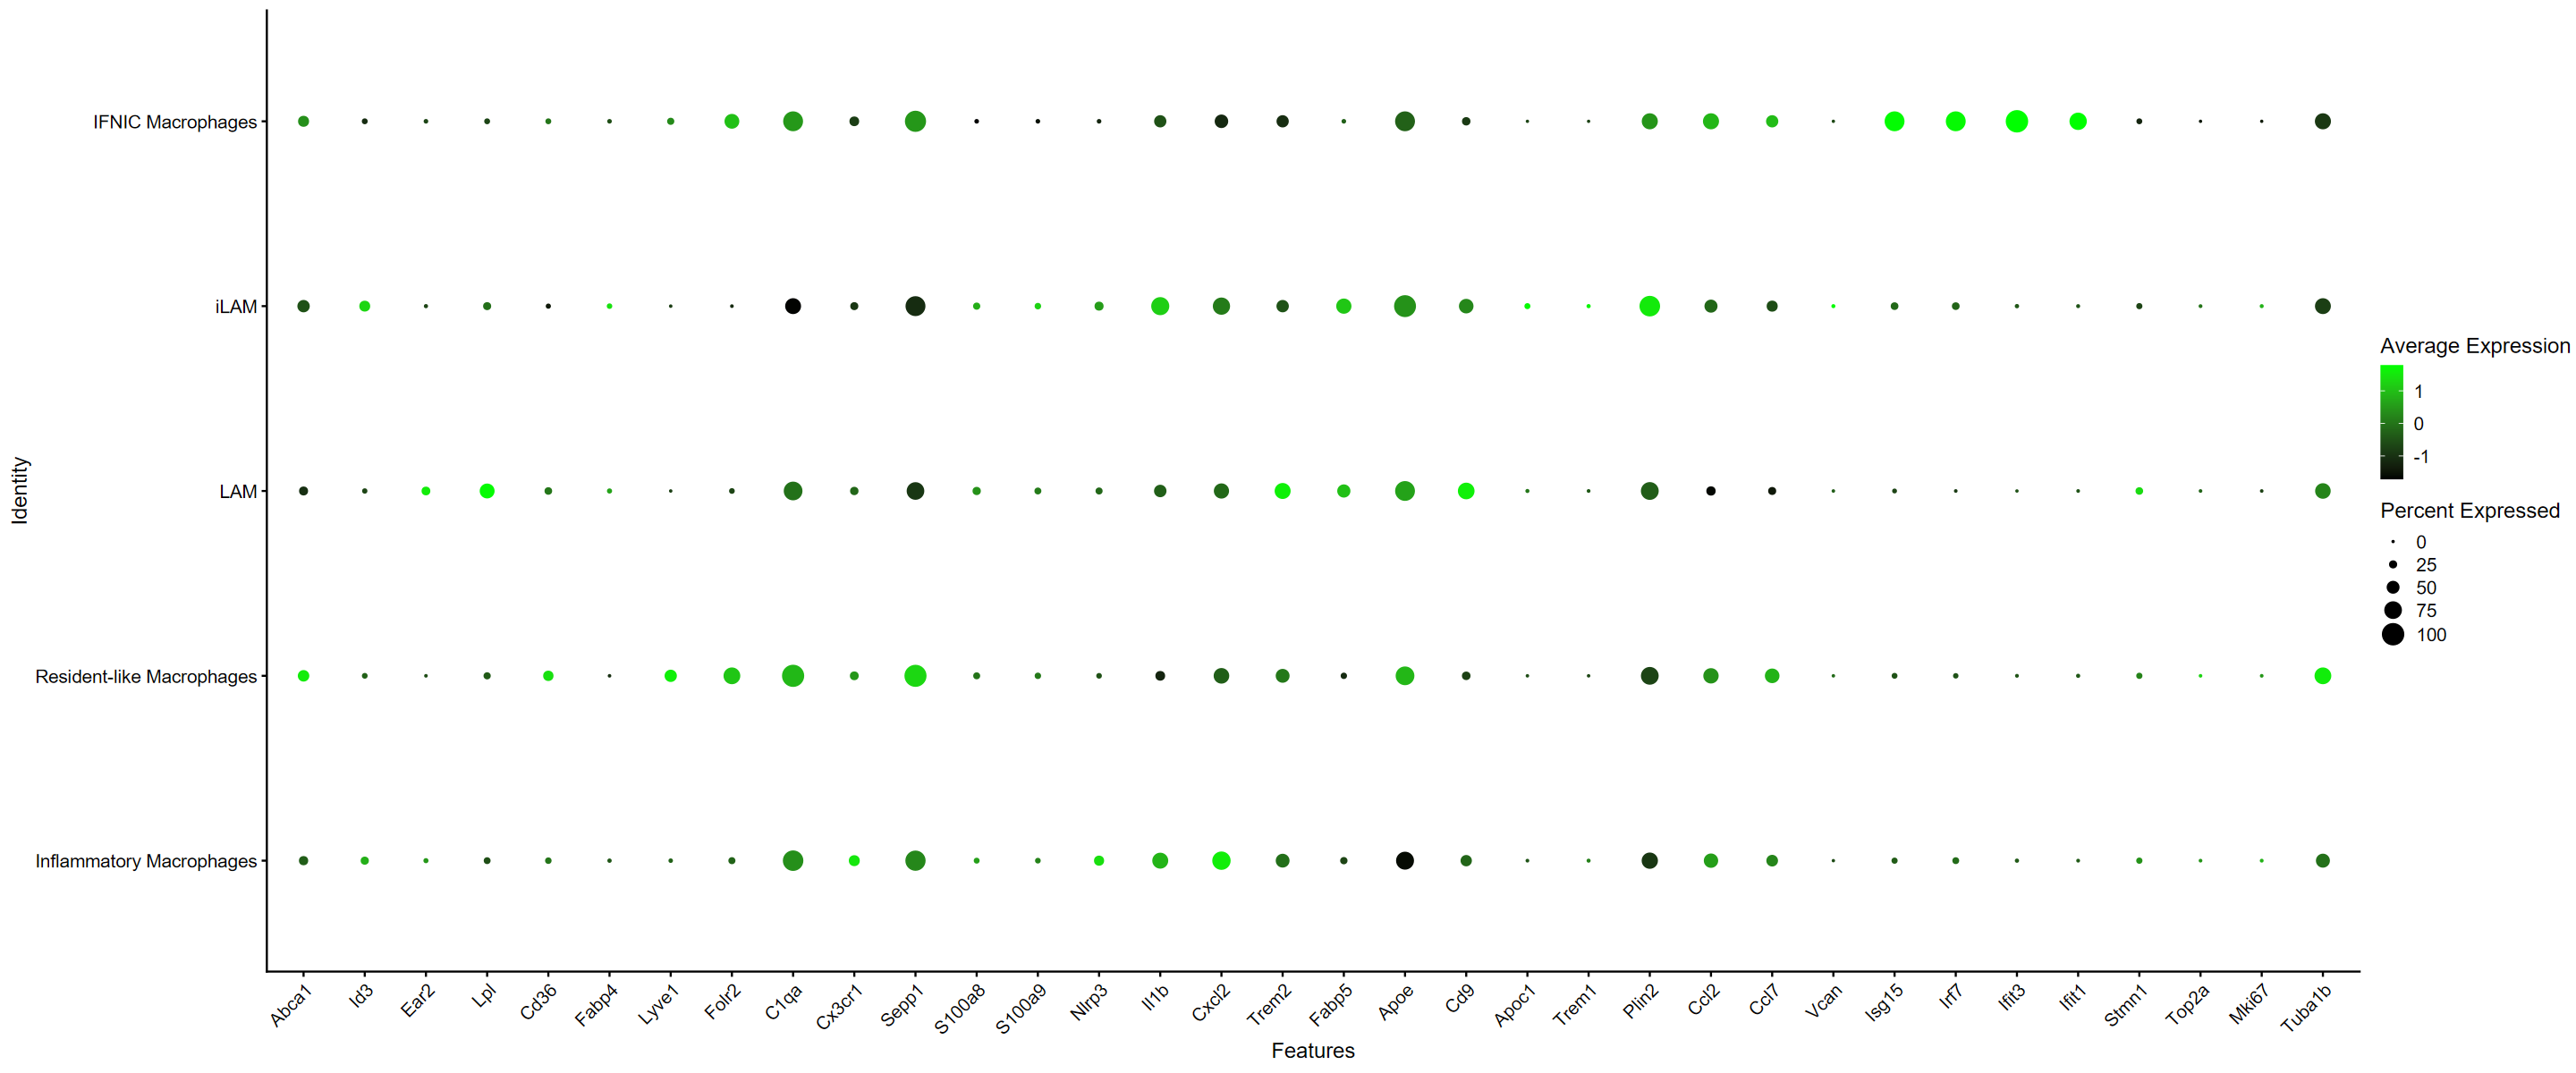 IFNIC Macrophages
iLAM
LAM
Resident-like Macrophages
Inflammatory Macrophages
Identity
Abca1
Id3
Ear2
Lpl
Cd36
Fabp4
Lyve1
Folr2
C1qa
Cx3cr1
Sepp1
S100a8
S100a9
Nlrp3
Il1b
Cxcl2
Trem2
Fabp5
Apoe
Cd9
Apoc1
Trem1
Plin2
Ccl2
Ccl7
Vcan
Isg15
Irf7
Ifit3
Ifit1
Stmn1
Top2a
Mki67
Tuba1b
Features
Average Expression
1
0
-1
Percent Expressed
0
25
50
75
100